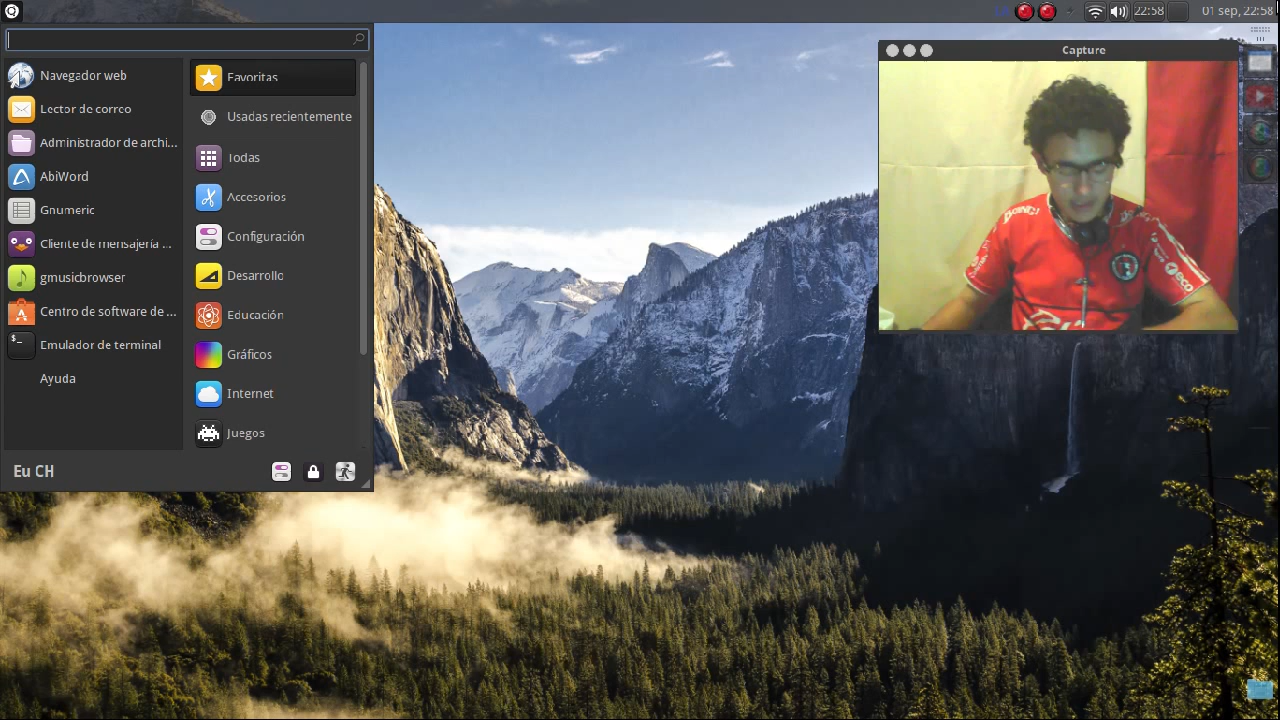 22:58
01 sep, 22:58
Navegador web
Lector de correo
Administrador de archi...
AbiWord
Gnumeric
Cliente de mensajería ...
gmusicbrowser
Centro de software de ...
Emulador de terminal
Ayuda
Favoritas
Usadas recientemente
Todas
Accesorios
Configuración
Desarrollo
Educación
Gráficos
Internet
Juegos
Eu CH
Capture
eco